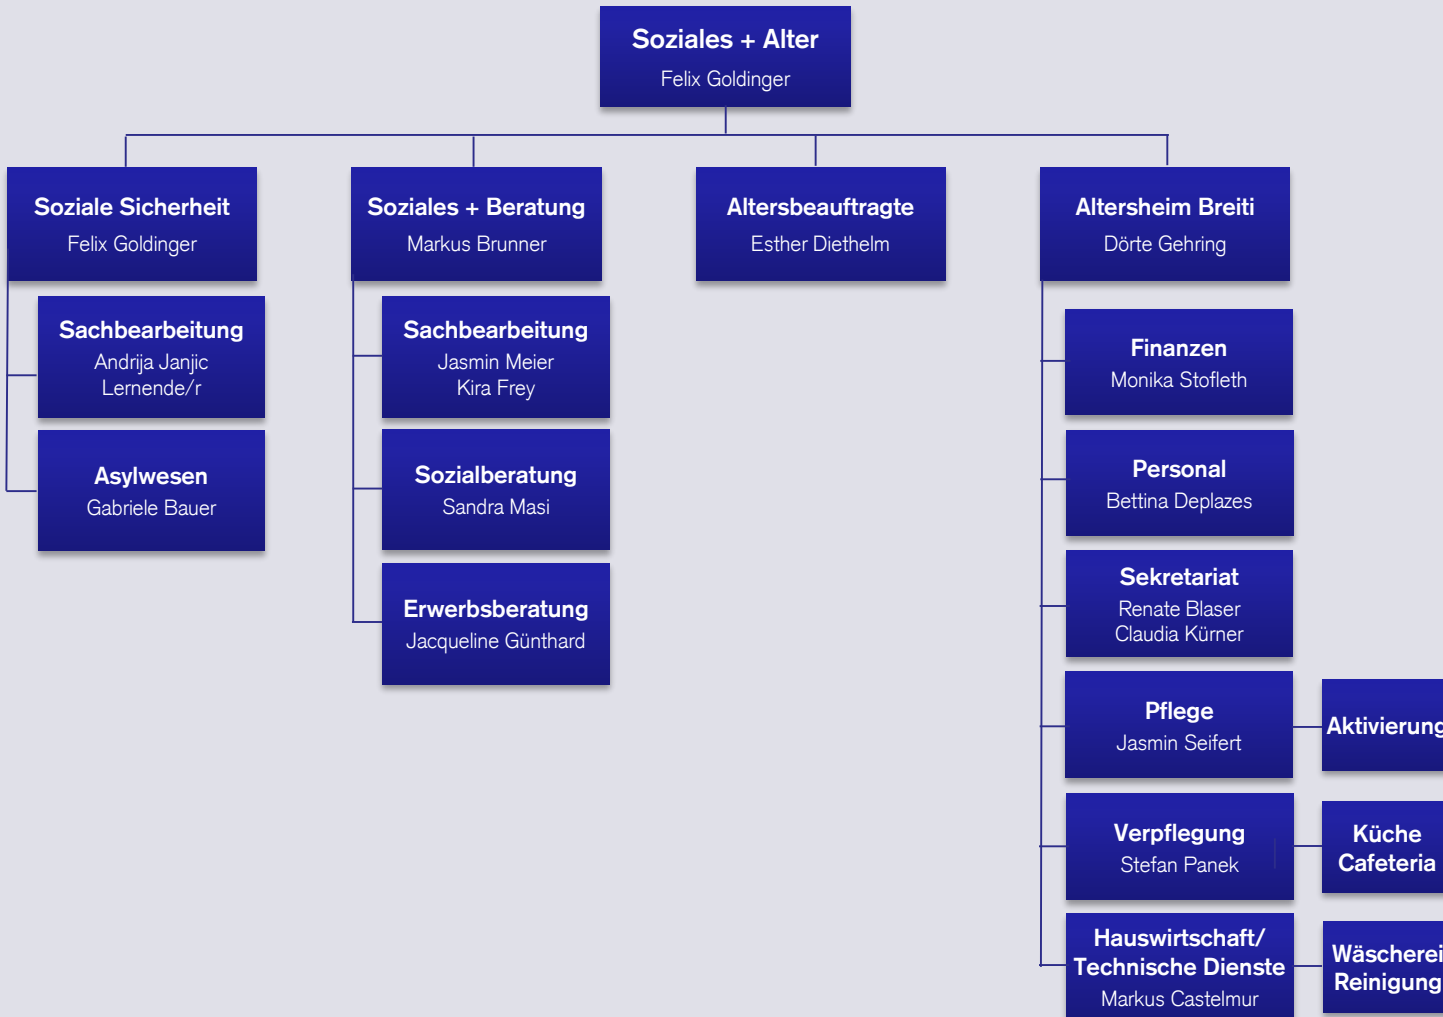 Soziales + Alter
Felix Goldinger
Soziale Sicherheit
Felix Goldinger
Sachbearbeitung
Andrija Janjic
Lernende/r
Asylwesen
Gabriele Bauer
Soziales + Beratung
Markus Brunner
Sachbearbeitung
Jasmin Meier
Kira Frey
Sozialberatung
Sandra Masi
Erwerbsberatung
Jacqueline Günthard
Altersbeauftragte
Esther Diethelm
Altersheim Breiti
Dörte Gehring
Finanzen
Monika Stofleth
Personal
Bettina Deplazes
Sekretariat
Renate Blaser
Claudia Kürner
Pflege
Jasmin Seifert
Aktivierung
Verpflegung
Stefan Panek
Küche
Cafeteria
Hauswirtschaft/
Technische Dienste
Markus Castelmur
Wäscherei
Reinigung